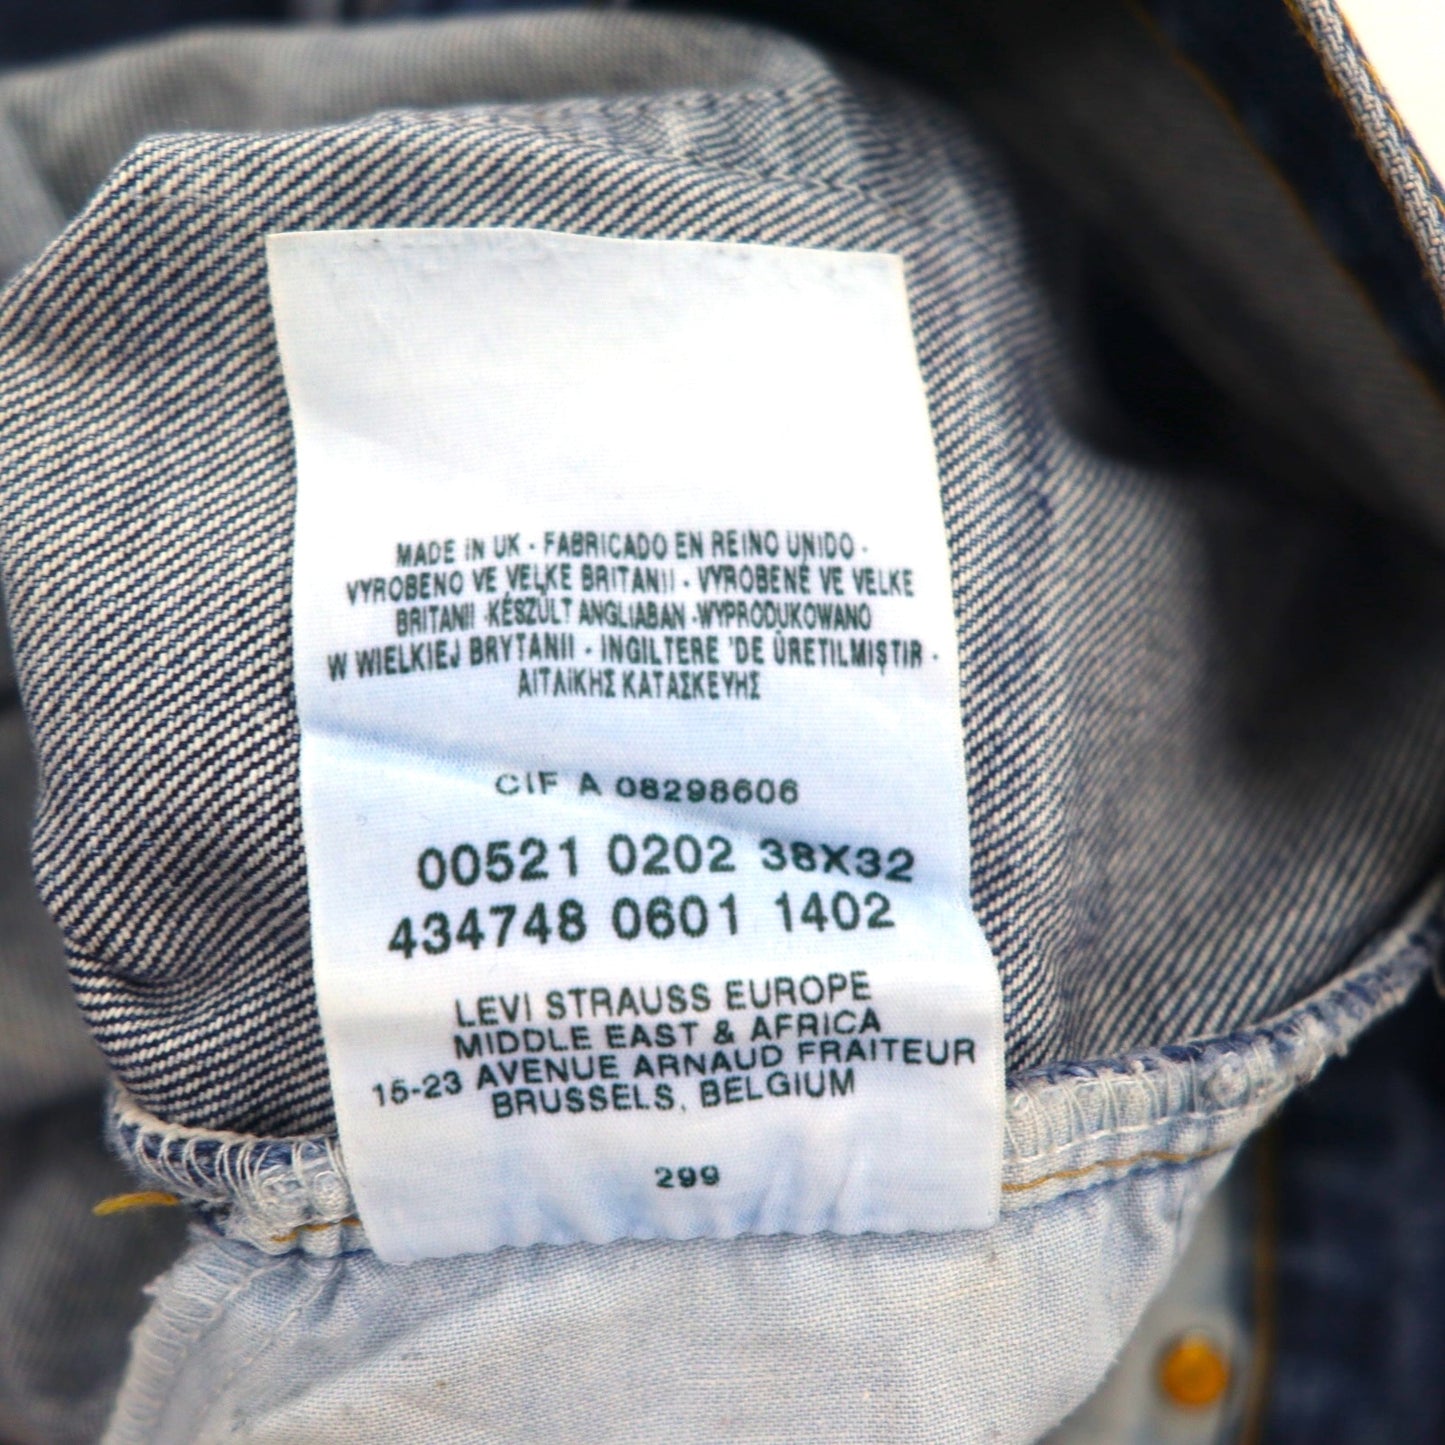 MADE IN UK - FABRICADO EN REINO UNIDO -
VYROBENO VE VELKE BRITANII - VYROBENÉ VE VELKE
BRITANII -KÉSZÜLT ANGLIABAN -WYPRODUKOWANO
W WIELKIEJ BRYTANII - INGILTERE 'DE ÜRETILMIŞTIR -
ΑΓΓΛΙΚΗΣ ΚΑΤΑΣΚΕΥΗΣ
CIF A 08298606
00521 0202 38X32
434748 0601 1402
LEVI STRAUSS EUROPE
MIDDLE EAST & AFRICA
15-23 AVENUE ARNAUD FRAITEUR
BRUSSELS, BELGIUM
299